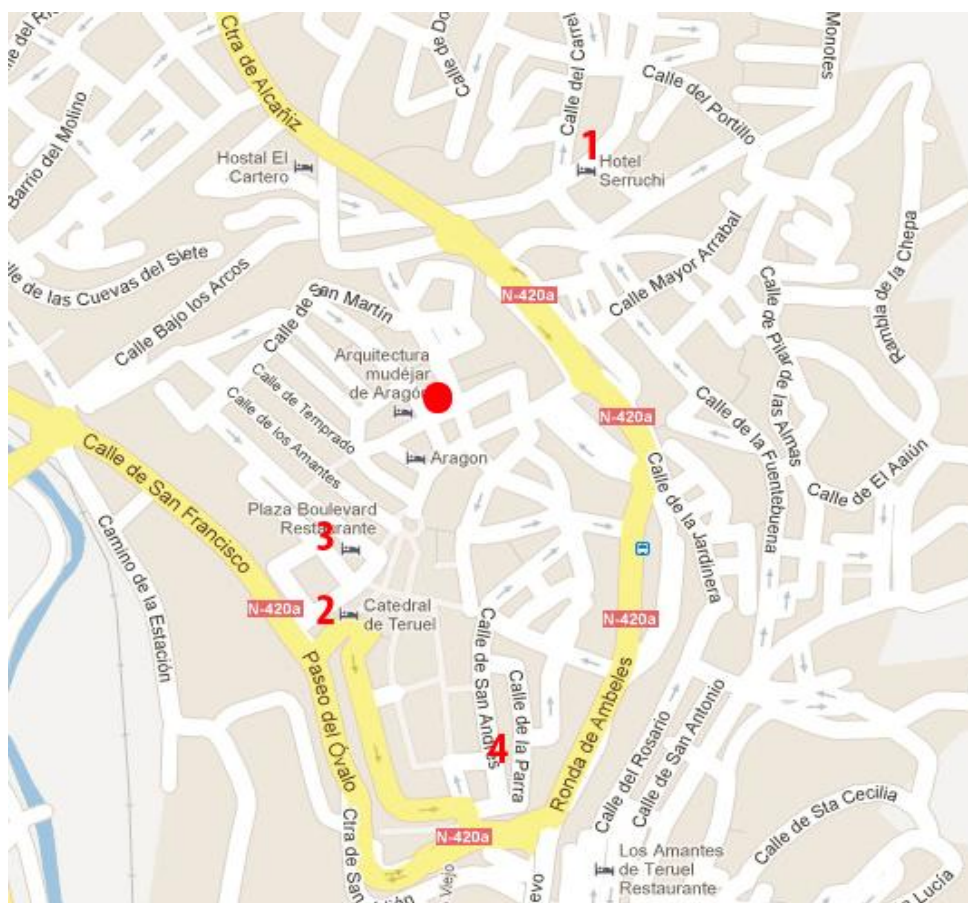 Ctra de Alcañiz
Calle de Do
Calle del Carrel
Monotes
Calle del Portillo
Barrio del Molino
Hostal El
Cartero
1
Hotel
Serruchi
lle de las Cuevas del Siete
Calle Bajo los Arcos
Calle de San Martín
N-420a
Calle Mayor Arrabal
Calle de Pilar de las Almas
Rambla de la Chepa
Arquitectura
mudéjar
de Aragón
Calle de Temprado
Calle de los Amantes
Aragon
N-420a
Calle de la Fuentebuena
Calle de El Aaiún
Calle de la Jardinera
Calle de San Francisco
Camino de la Estación
Plaza Boulevard
Restaurante
3
2
N-420a
Catedral
de Teruel
N-420a
Paseo del Óvalo
Calle de San Andrés
Calle de la Parra
4
Ronda de Ambeles
Calle del Rosario
Calle de San Antonio
Ctra de San
N-420a
Viejo
evo
Calle de Sta Cecilia
Los Amantes
de Teruel
Restaurante
Lucía